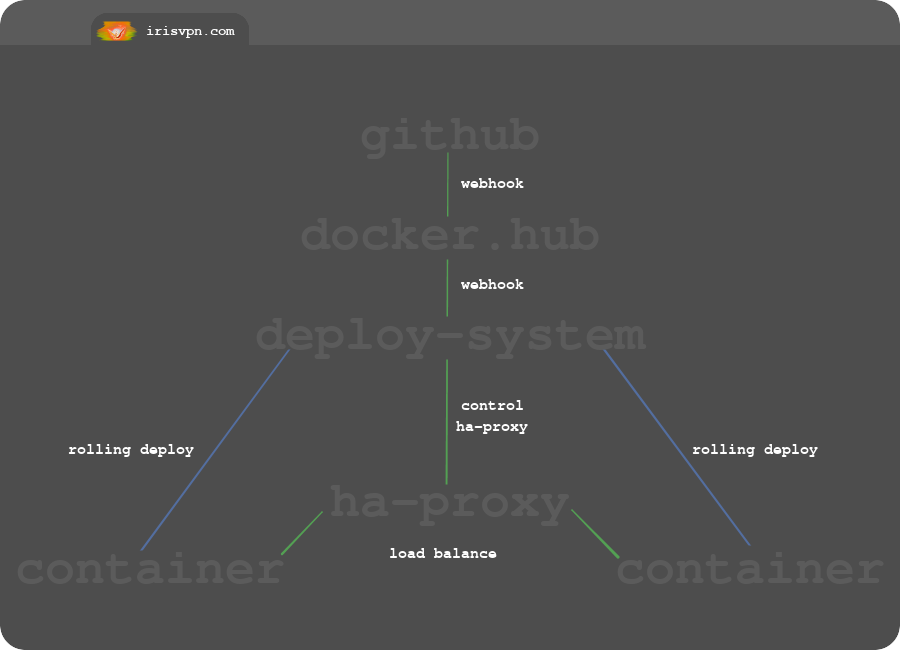 irisvpn.com
github
webhook
docker.hub
webhook
deploy-system
control
ha-proxy
rolling deploy
rolling deploy
ha-proxy
load balance
container
container